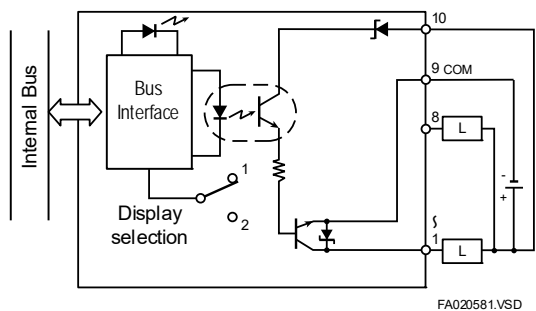 10
9 COM
8
L
Internal Bus
Bus
Interface
-
+
1
Display
selection
2
∫
1
L
FA020581.VSD